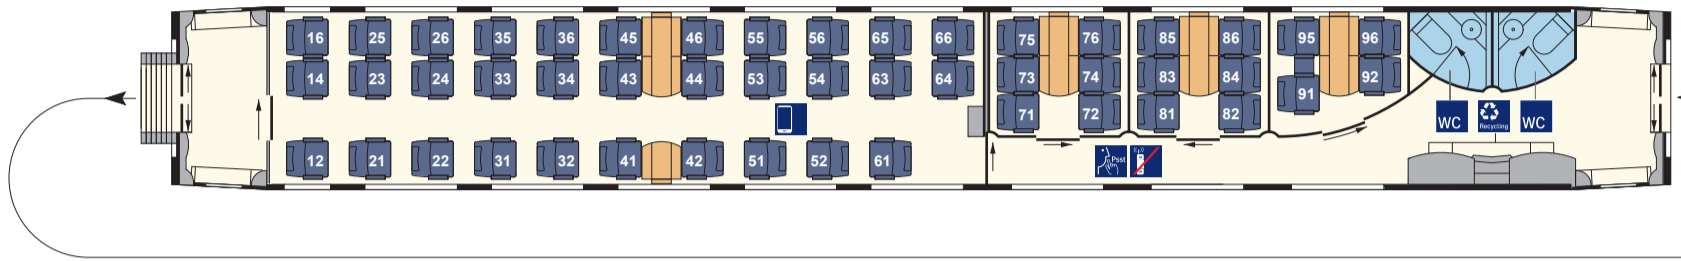 16 25 26 35 36 45 46 55 56 65 66 75 76 85 86 95 96
14 23 24 33 34 43 44 53 54 63 64 73 74 83 84 91 92
71 72 81 82
WC Recycling WC
12 21 22 31 32 41 42 51 52 61
Psst